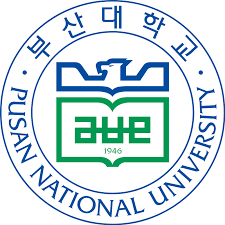 · 부산대학교 ·
PUSAN NATIONAL UNIVERSITY
1946